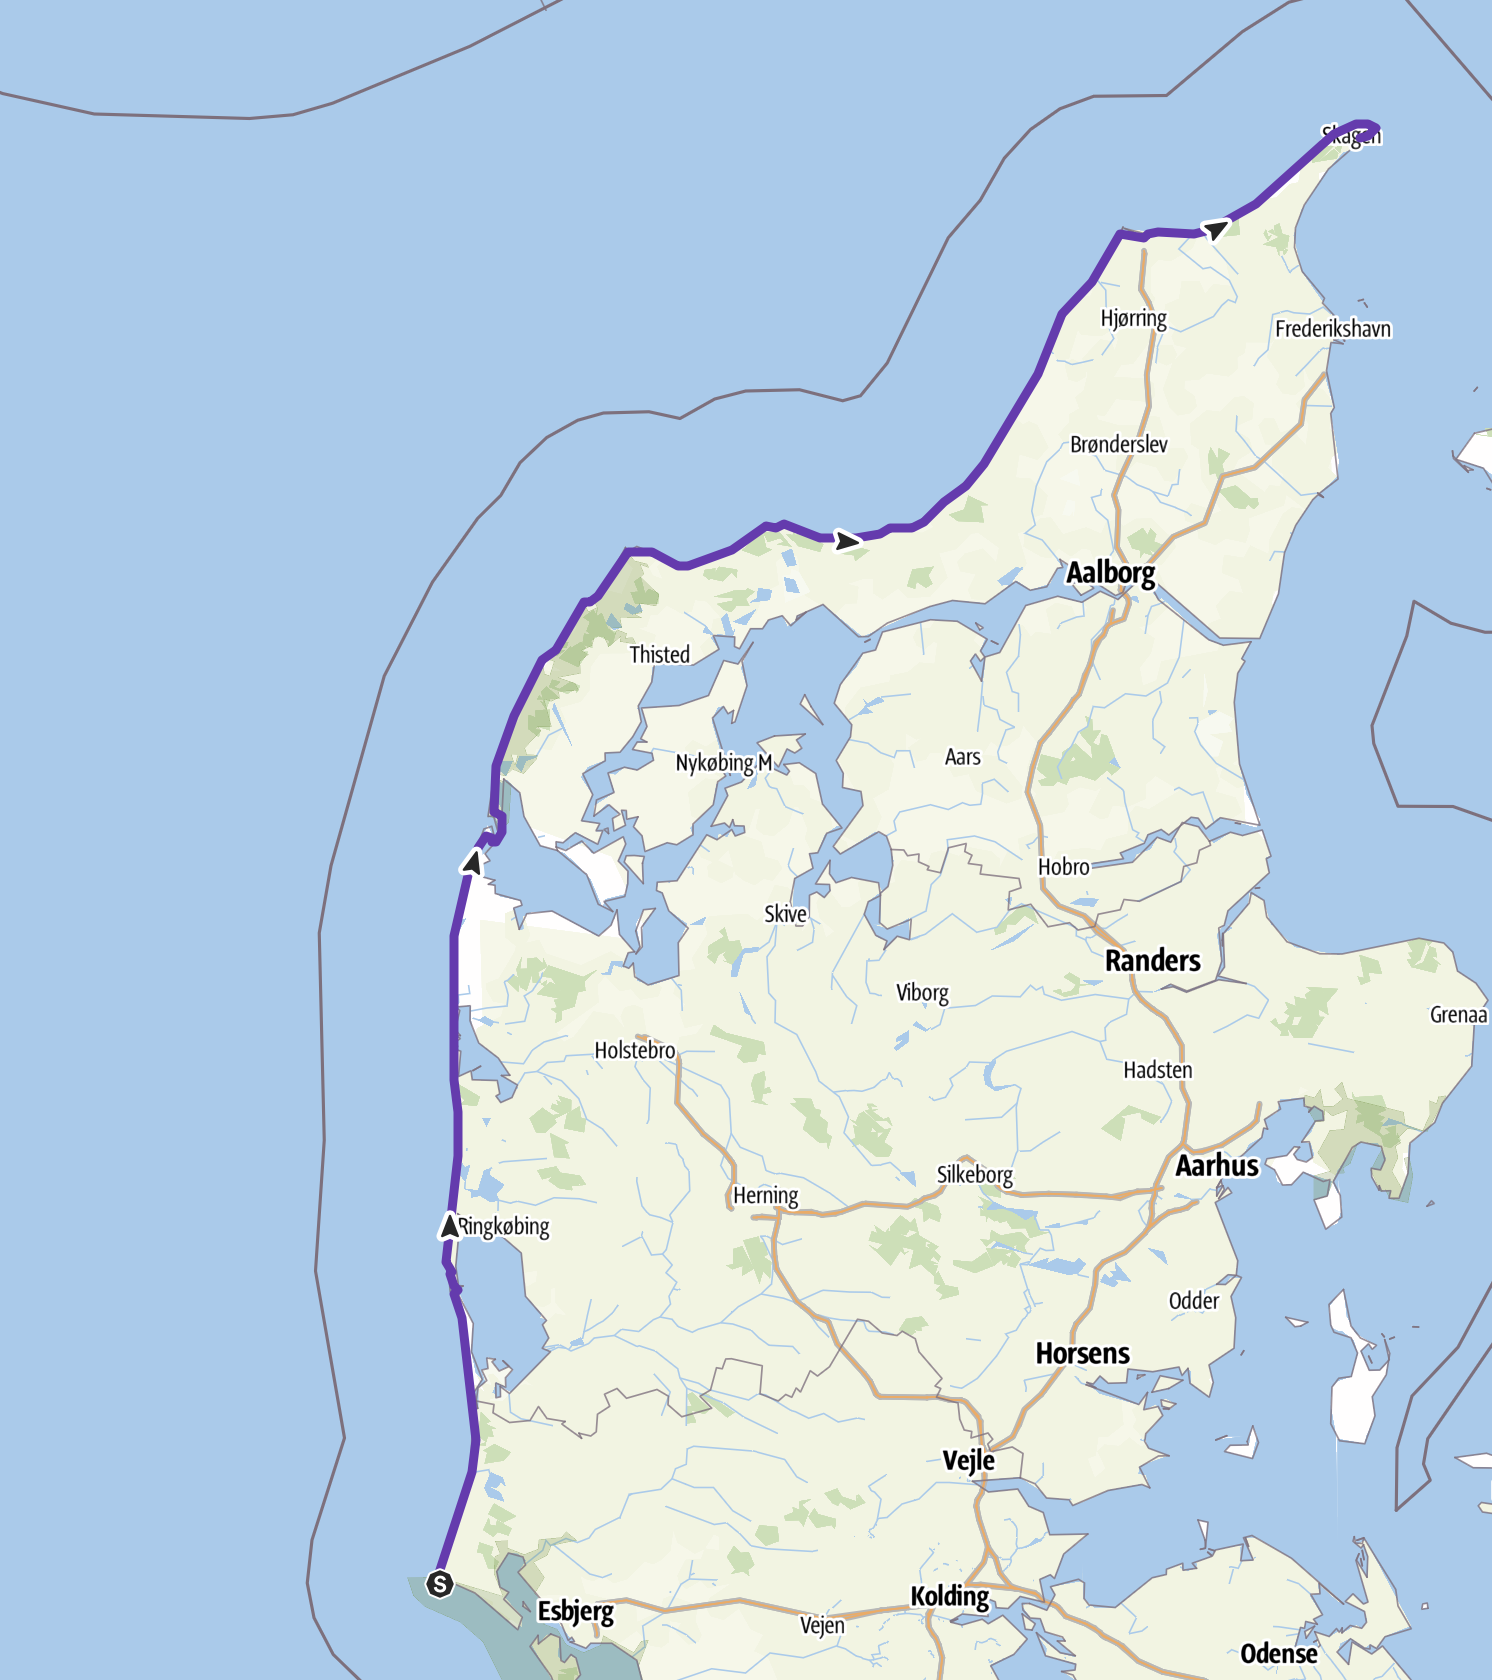 Skagen
Hjørring
Frederikshavn
Brønderslev
Aalborg
Thisted
Nykøbing M
Aars
Hobro
Skive
Randers
Viborg
Grenaa
Holstebro
Hadsten
Aarhus
Silkeborg
Herning
Ringkøbing
Odder
Horsens
Vejle
S
Kolding
Esbjerg
Vejen
Odense